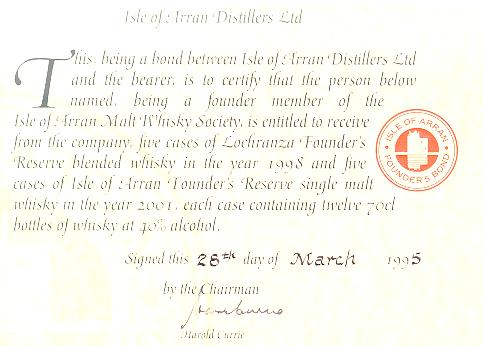 Isle of Arran Distillers Ltd
This, being a bond between Isle of Arran Distillers Ltd
and the bearer, is to certify that the person below
named, being a founder member of the
Isle of Arran Malt Whisky Society, is entitled to receive
from the company, five cases of Lochranza Founder's
Reserve blended whisky in the year 1998 and five
cases of Isle of Arran Founder's Reserve single malt
whisky in the year 2001, each case containing twelve 70cl
bottles of whisky at 40% alcohol.
ISLE OF ARRAN
FOUNDER'S BOND
Signed this 28th day of March 1995
by the Chairman
Harold Currie